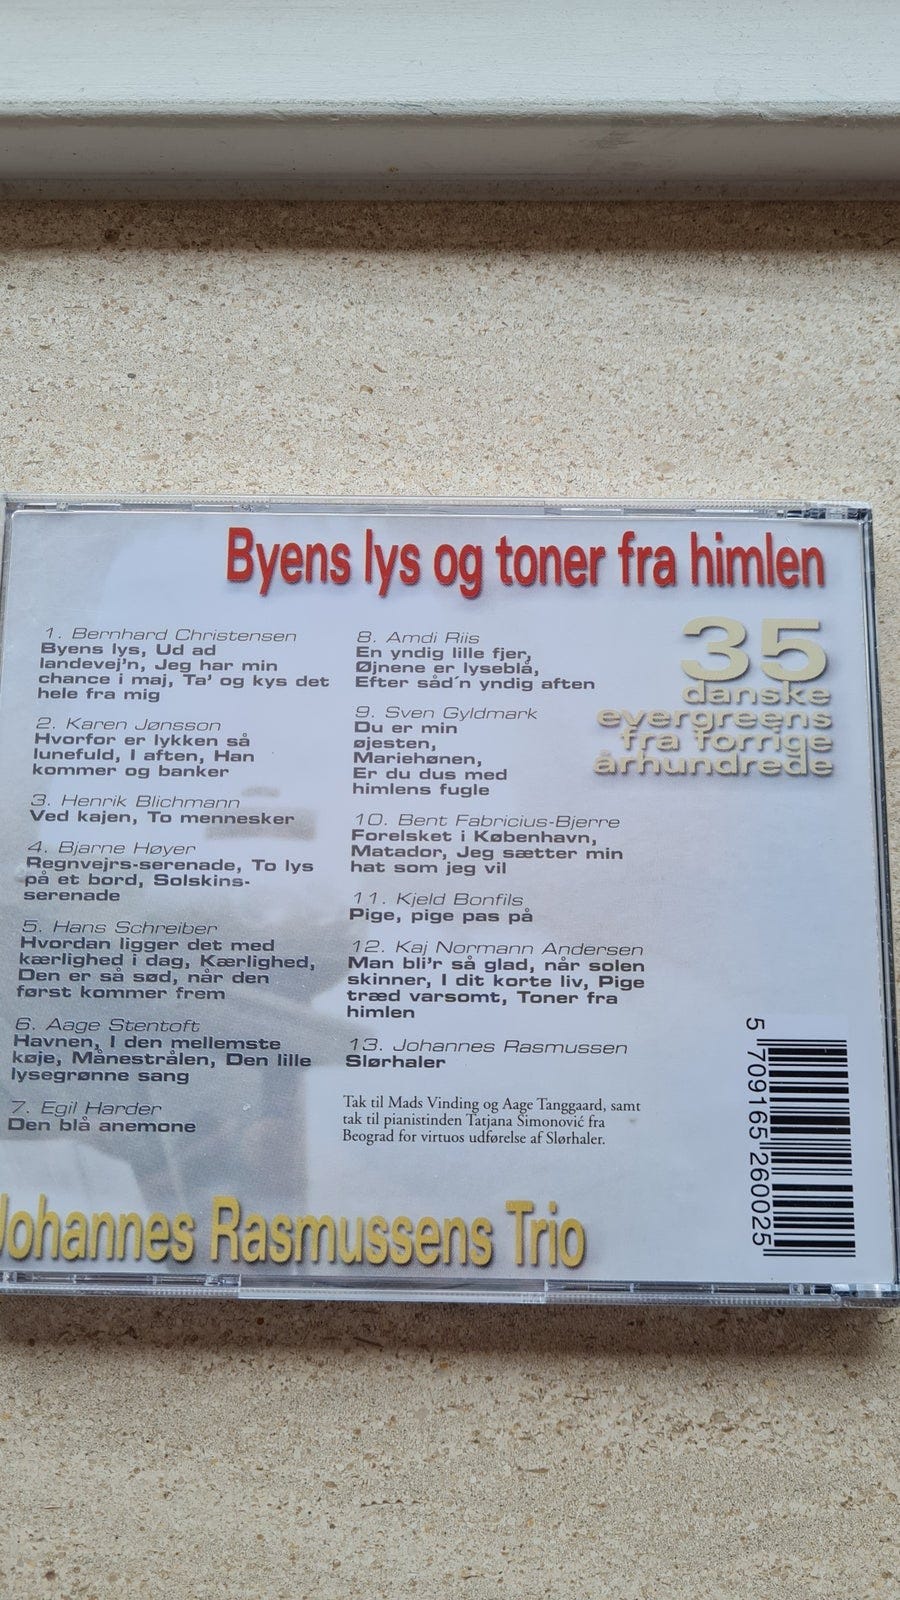 Byens lys og toner fra himlen
35
danske
evergreens
fra forrige
århundrede
1. Bernhard Christensen
Byens lys, Ud ad
landevej'n, Jeg har min
chance i maj, Ta' og kys det
hele fra mig
2. Karen Jønsson
Hvorfor er lykken så
lunefuld, I aften, Han
kommer og banker
3. Henrik Blichmann
Ved kajen, To mennesker
4. Bjarne Høyer
Regnvejrs-serenade, To lys
på et bord, Solskins-
serenade
5. Hans Schreiber
Hvordan ligger det med
kærlighed i dag, Kærlighed,
Den er så sød, når den
først kommer frem
6. Aage Stentoft
Havnen, I den mellemste
køje, Månestrålen, Den lille
lysegrønne sang
7. Egil Harder
Den blå anemone
8. Amdi Riis
En yndig lille fjer,
Øjnene er lyseblå,
Efter såd´n yndig aften
9. Sven Gyldmark
Du er min
øjesten,
Mariehønen,
Er du dus med
himlens fugle
10. Bent Fabricius-Bjerre
Forelsket i København,
Matador, Jeg sætter min
hat som jeg vil
11. Kjeld Bonfils
Pige, pige pas på
12. Kaj Normann Andersen
Man bli'r så glad, når solen
skinner, I dit korte liv, Pige
træd varsomt, Toner fra
himlen
13. Johannes Rasmussen
Slørhaler
Tak til Mads Vinding og Aage Tanggaard, samt
tak til pianistinden Tatjana Simonović fra
Beograd for virtuos udførelse af Slørhaler.
5 709165 260025
Johannes Rasmussens Trio